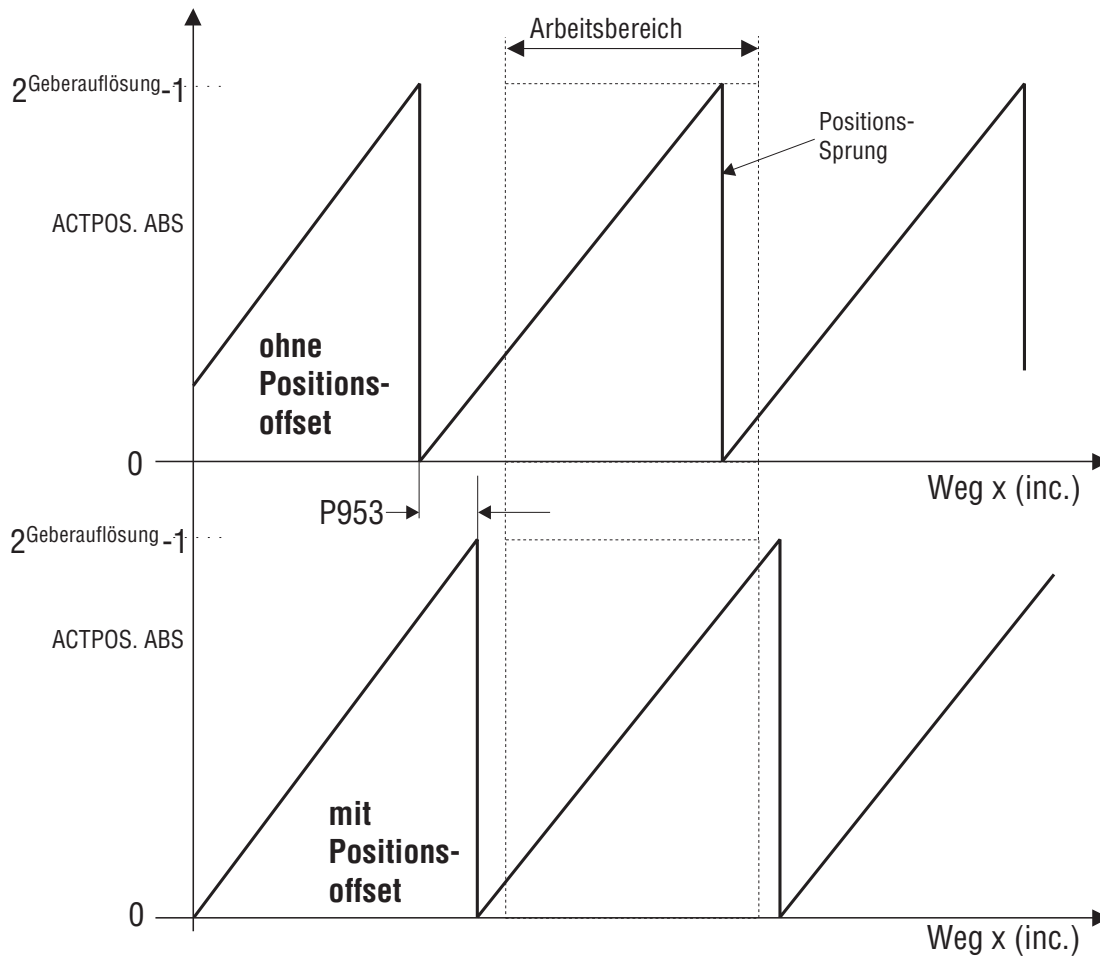 Arbeitsbereich
2Geberauflösung-1
Positions-
Sprung
ACTPOS. ABS
ohne
Positions-
offset
0
Weg x (inc.)
P953
2Geberauflösung-1
ACTPOS. ABS
mit
Positions-
offset
0
Weg x (inc.)